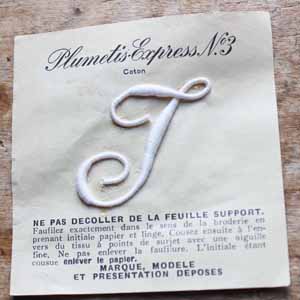 Plumetis-Express No3
Coton
J
NE PAS DECOLLER DE LA FEUILLE SUPPORT.
Faufilez exactement dans le sens de la broderie en
prenant initiale papier et linge. Cousez ensuite à l'en-
vers du tissu à points de surjet avec une aiguille
fine. Ne pas enlever la faufilure. L'initiale étant
cousue enlever le papier.
MARQUE, MODELE
ET PRESENTATION DEPOSES